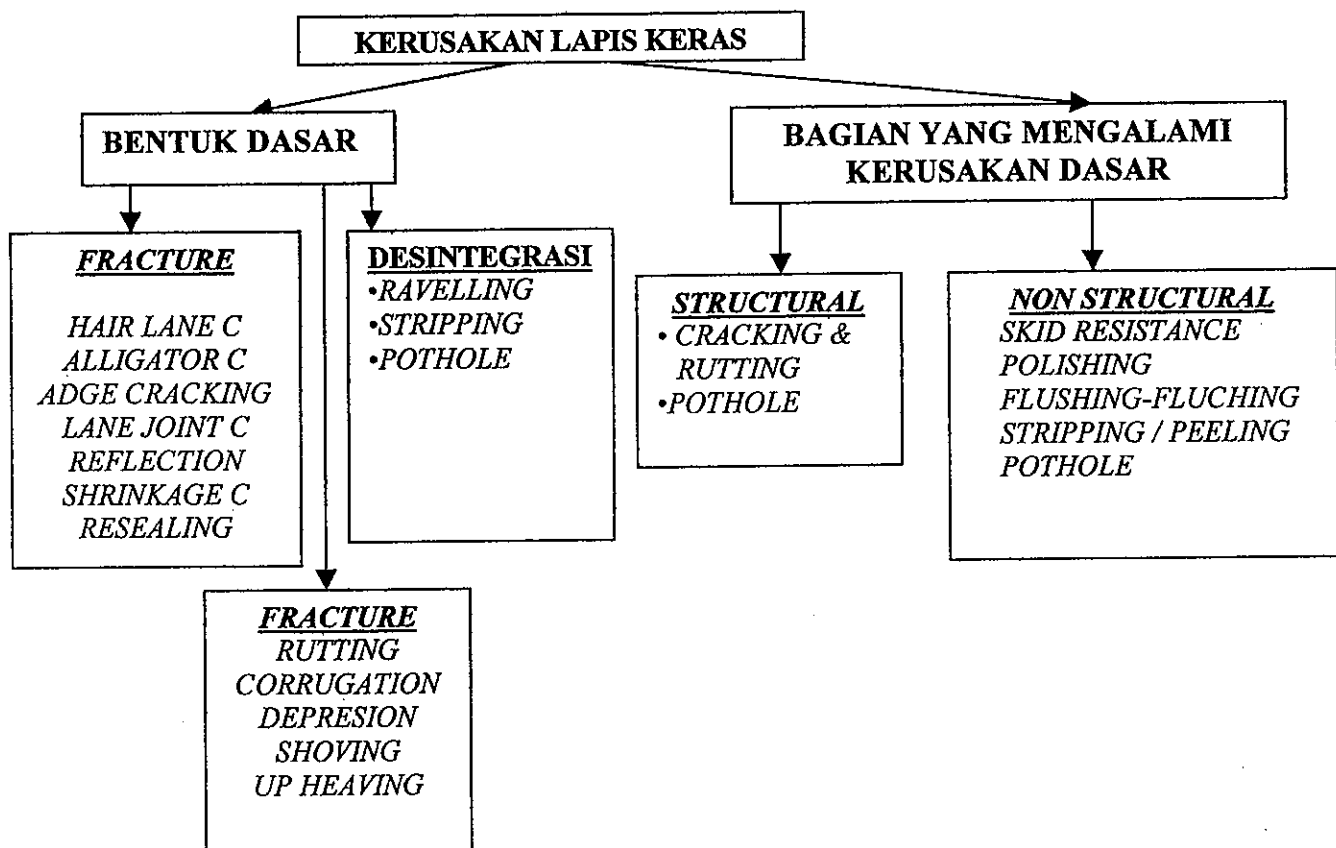 KERUSAKAN LAPIS KERAS
BENTUK DASAR
BAGIAN YANG MENGALAMI
KERUSAKAN DASAR
FRACTURE
HAIR LANE C
ALLIGATOR C
ADGE CRACKING
LANE JOINT C
REFLECTION
SHRINKAGE C
RESEALING
DESINTEGRASI
•RAVELLING
•STRIPPING
•POTHOLE
STRUCTURAL
• CRACKING &
RUTTING
•POTHOLE
NON STRUCTURAL
SKID RESISTANCE
POLISHING
FLUSHING-FLUCHING
STRIPPING / PEELING
POTHOLE
FRACTURE
RUTTING
CORRUGATION
DEPRESION
SHOVING
UP HEAVING